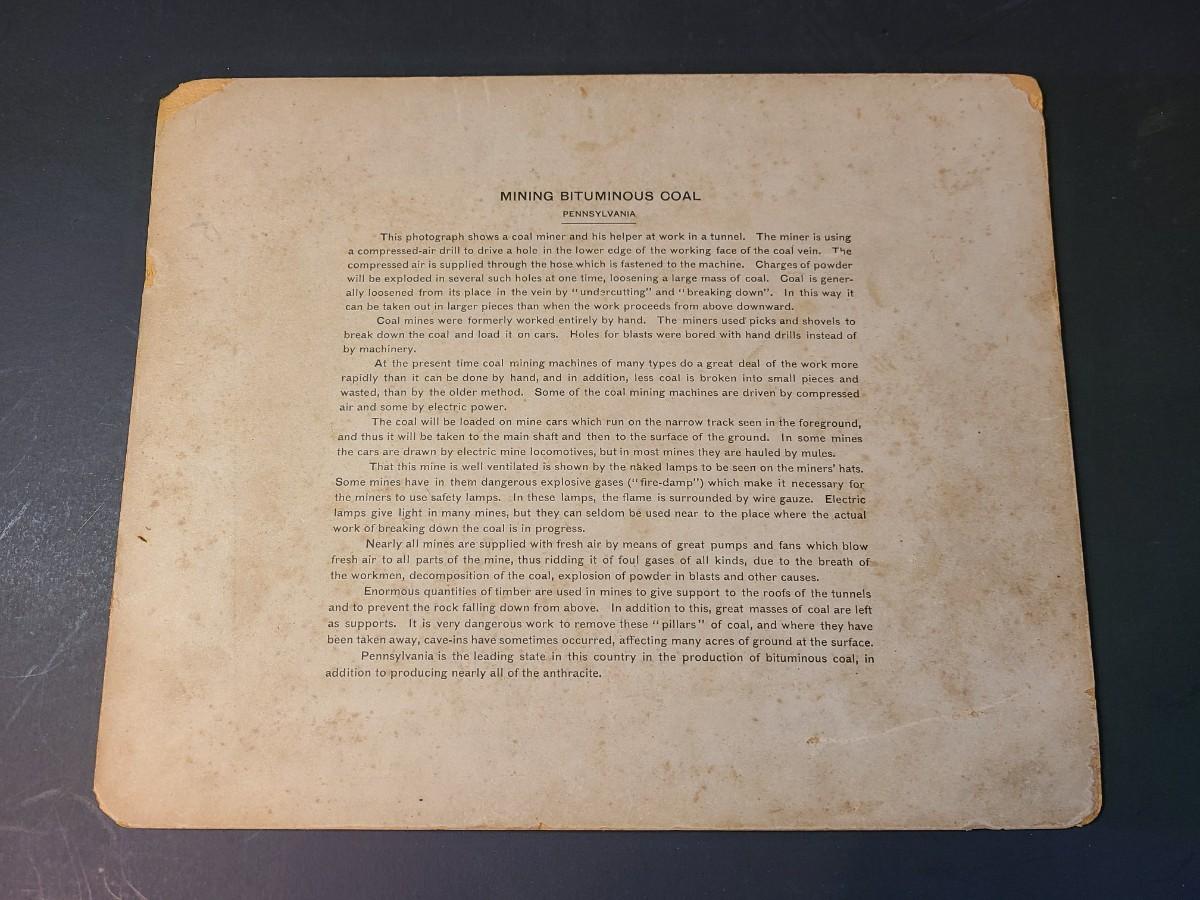 MINING BITUMINOUS COAL
PENNSYLVANIA
This photograph shows a coal miner and his helper at work in a tunnel. The miner is using
a compressed-air drill to drive a hole in the lower edge of the working face of the coal vein. The
compressed air is supplied through the hose which is fastened to the machine. Charges of powder
will be exploded in several such holes at one time, loosening a large mass of coal. Coal is gener-
ally loosened from its place in the vein by "undercutting" and "breaking down". In this way it
can be taken out in larger pieces than when the work proceeds from above downward.
Coal mines were formerly worked entirely by hand. The miners used picks and shovels to
break down the coal and load it on cars. Holes for blasts were bored with hand drills instead of
by machinery.
At the present time coal mining machines of many types do a great deal of the work more
rapidly than it can be done by hand, and in addition, less coal is broken into small pieces and
wasted, than by the older method. Some of the coal mining machines are driven by compressed
air and some by electric power.
The coal will be loaded on mine cars which run on the narrow track seen in the foreground,
and thus it will be taken to the main shaft and then to the surface of the ground. In some mines
the cars are drawn by electric mine locomotives, but in most mines they are hauled by mules.
That this mine is well ventilated is shown by the naked lamps to be seen on the miners' hats.
Some mines have in them dangerous explosive gases ("fire-damp") which make it necessary for
the miners to use safety lamps. In these lamps, the flame is surrounded by wire gauze. Electric
lamps give light in many mines, but they can seldom be used near to the place where the actual
work of breaking down the coal is in progress.
Nearly all mines are supplied with fresh air by means of great pumps and fans which blow
fresh air to all parts of the mine, thus ridding it of foul gases of all kinds, due to the breath of
the workmen, decomposition of the coal, explosion of powder in blasts and other causes.
Enormous quantities of timber are used in mines to give support to the roofs of the tunnels
and to prevent the rock falling down from above. In addition to this, great masses of coal are left
as supports. It is very dangerous work to remove these "pillars" of coal, and where they have
been taken away, cave-ins have sometimes occurred, affecting many acres of ground at the surface.
Pennsylvania is the leading state in this country in the production of bituminous coal, in
addition to producing nearly all of the anthracite.